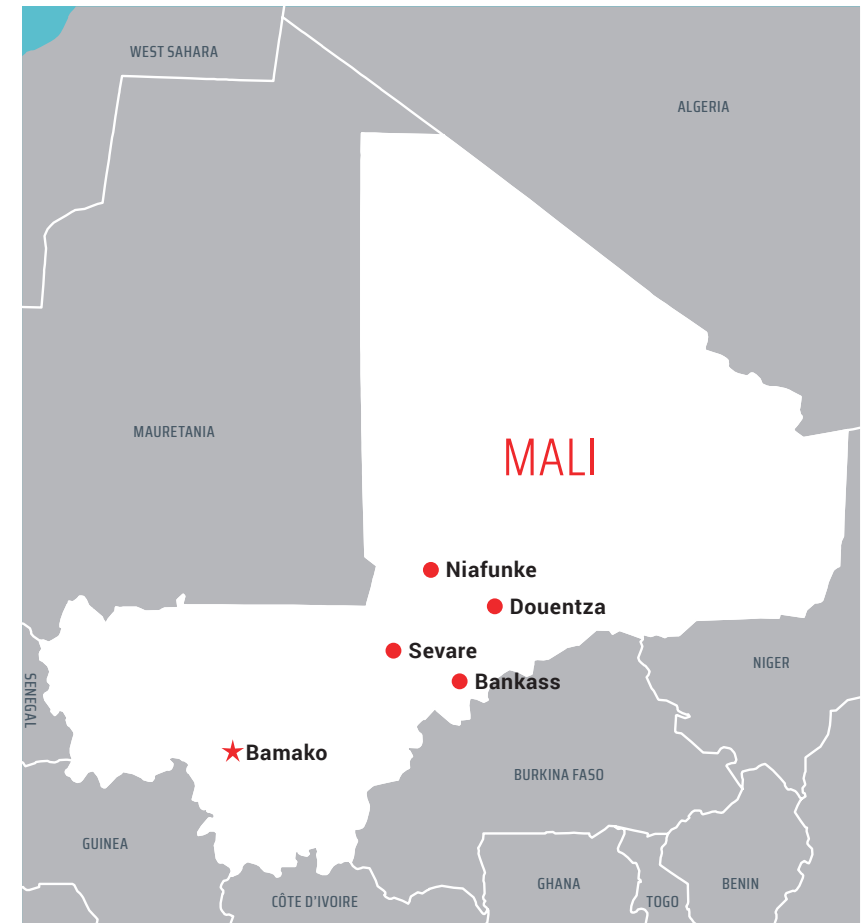 WEST SAHARA
ALGERIA
MAURETANIA
MALI
Niafunke
Douentza
Sevare
Bankass
NIGER
SENEGAL
Bamako
BURKINA FASO
GUINEA
GHANA
BENIN
TOGO
CÔTE D'IVOIRE